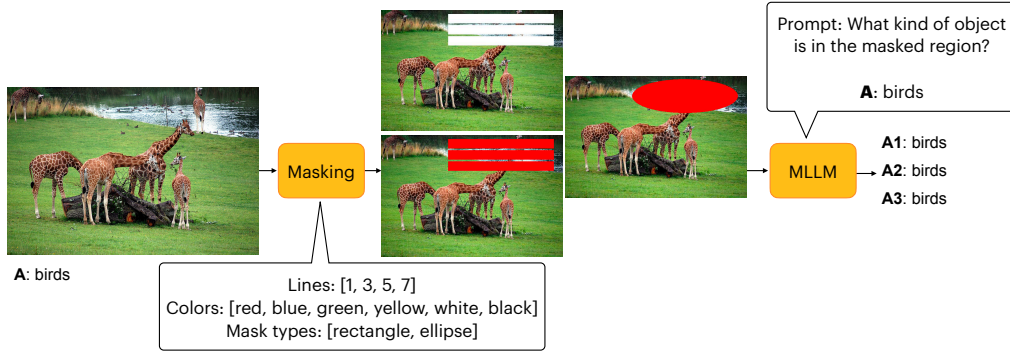 Prompt: What kind of object
is in the masked region?
A: birds
Masking
MLLM
A1: birds
A2: birds
A3: birds
A: birds
Lines: [1, 3, 5, 7]
Colors: [red, blue, green, yellow, white, black]
Mask types: [rectangle, ellipse]